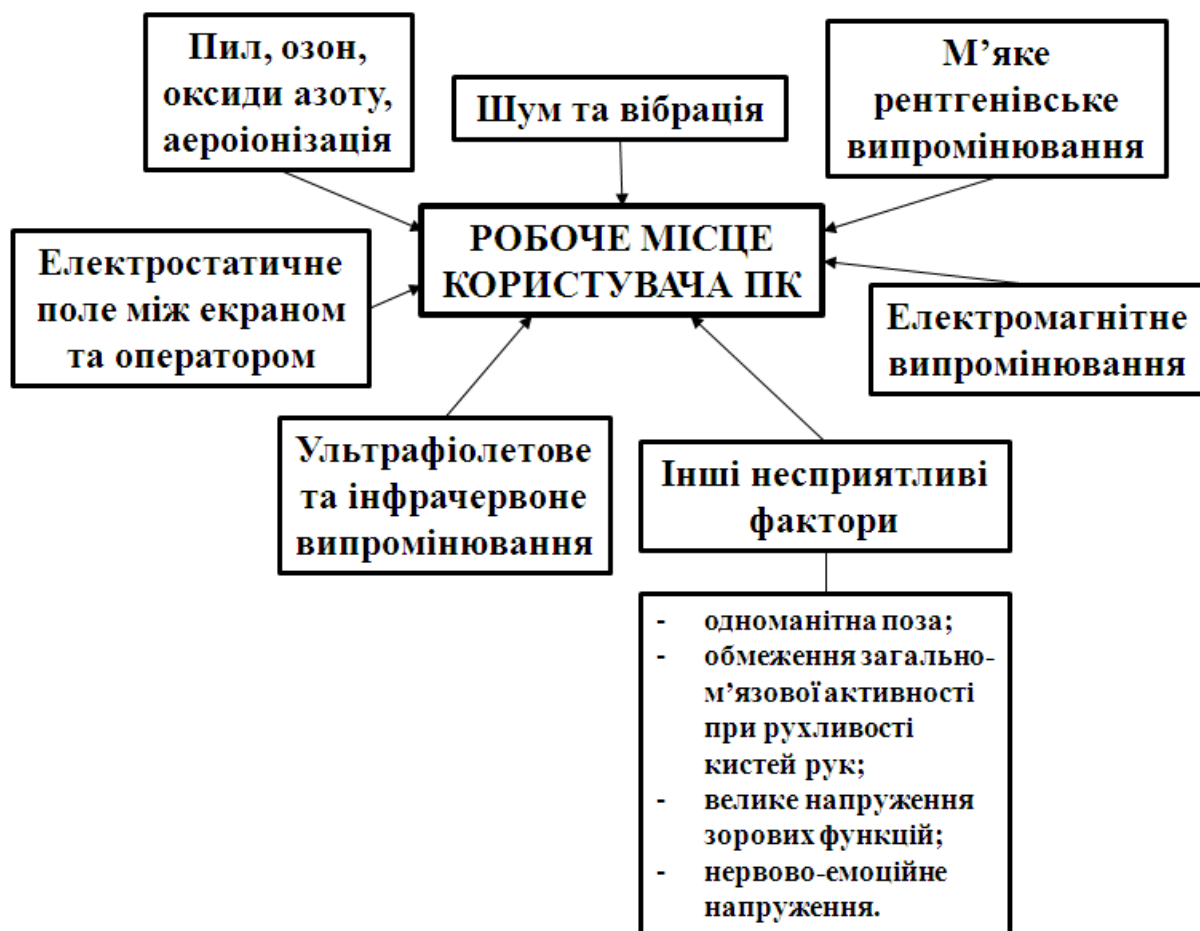 Пил, озон,
оксиди азоту,
аероіонізація
Шум та вібрація
М’яке
рентгенівське
випромінювання
РОБОЧЕ МІСЦЕ
КОРИСТУВАЧА ПК
Електростатичне
поле між екраном
та оператором
Електромагнітне
випромінювання
Ультрафіолетове
та інфрачервоне
випромінювання
Інші несприятливі
фактори
- одноманітна поза;
- обмеження загально-
м’язової активності
при рухливості
кистей рук;
- велике напруження
зорових функцій;
- нервово-емоційне
напруження.